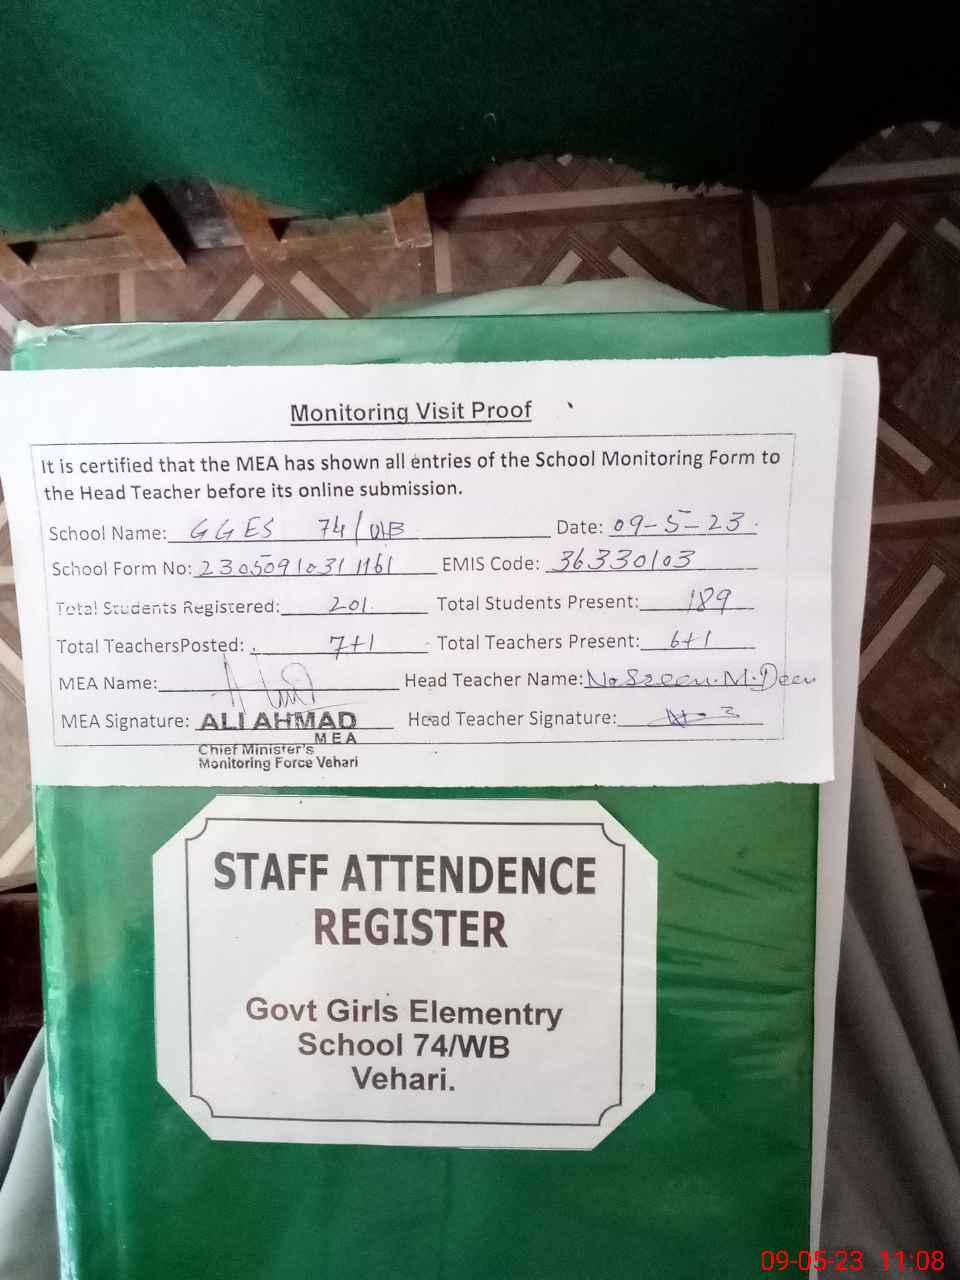 Monitoring Visit Proof
It is certified that the MEA has shown all entries of the School Monitoring Form to
the Head Teacher before its online submission.
School Name: GGES 74/WB Date: 09-5-23
School Form No: 23050910311161 EMIS Code: 36330103
Total Students Registered: 201 Total Students Present: 189
Total TeachersPosted: 7+1 Total Teachers Present: 6+1
MEA Name: Head Teacher Name: Nasreen.M.Deen
MEA Signature: ALI AHMAD Head Teacher Signature:
MEA
Chief Minister's
Monitoring Force Vehari
STAFF ATTENDENCE
REGISTER
Govt Girls Elementry
School 74/WB
Vehari.
09-05-23 11:08